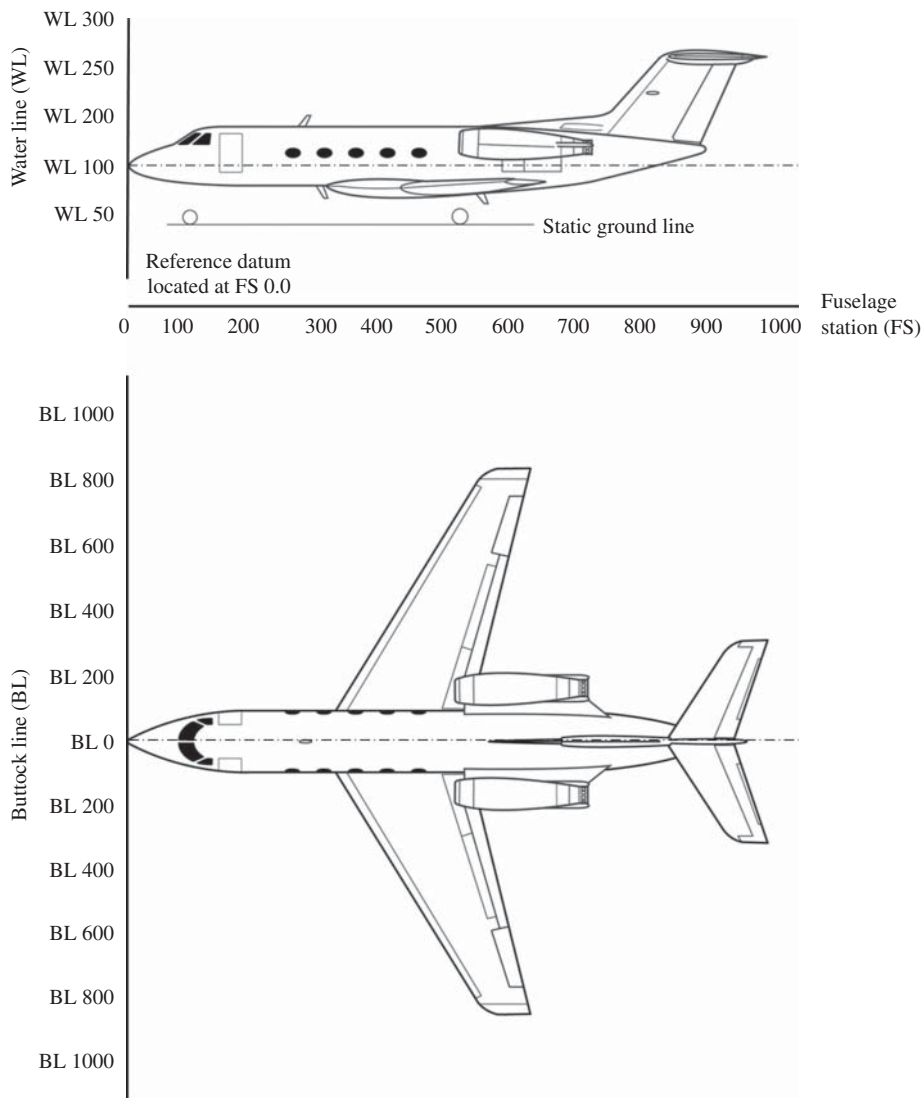 WL 300
WL 250
WL 200
WL 100
WL 50
Water line (WL)
Static ground line
Reference datum
located at FS 0.0
0 100 200 300 400 500 600 700 800 900 1000
Fuselage
station (FS)
BL 1000
BL 800
BL 600
BL 400
BL 200
BL 0
BL 200
BL 400
BL 600
BL 800
BL 1000
Buttock line (BL)